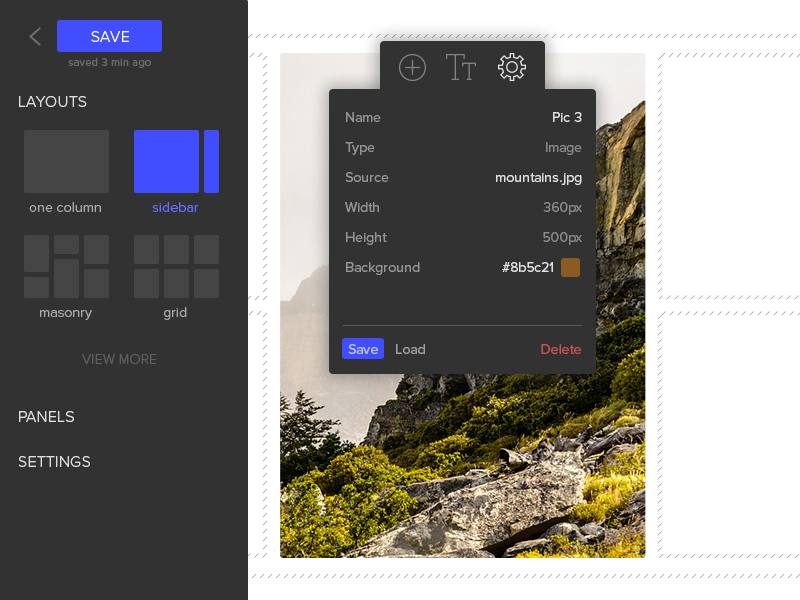 SAVE
saved 3 min ago
LAYOUTS
one column
sidebar
masonry
grid
VIEW MORE
PANELS
SETTINGS
TT
Name Pic 3
Type Image
Source mountains.jpg
Width 360px
Height 500px
Background #8b5c21
Save Load Delete